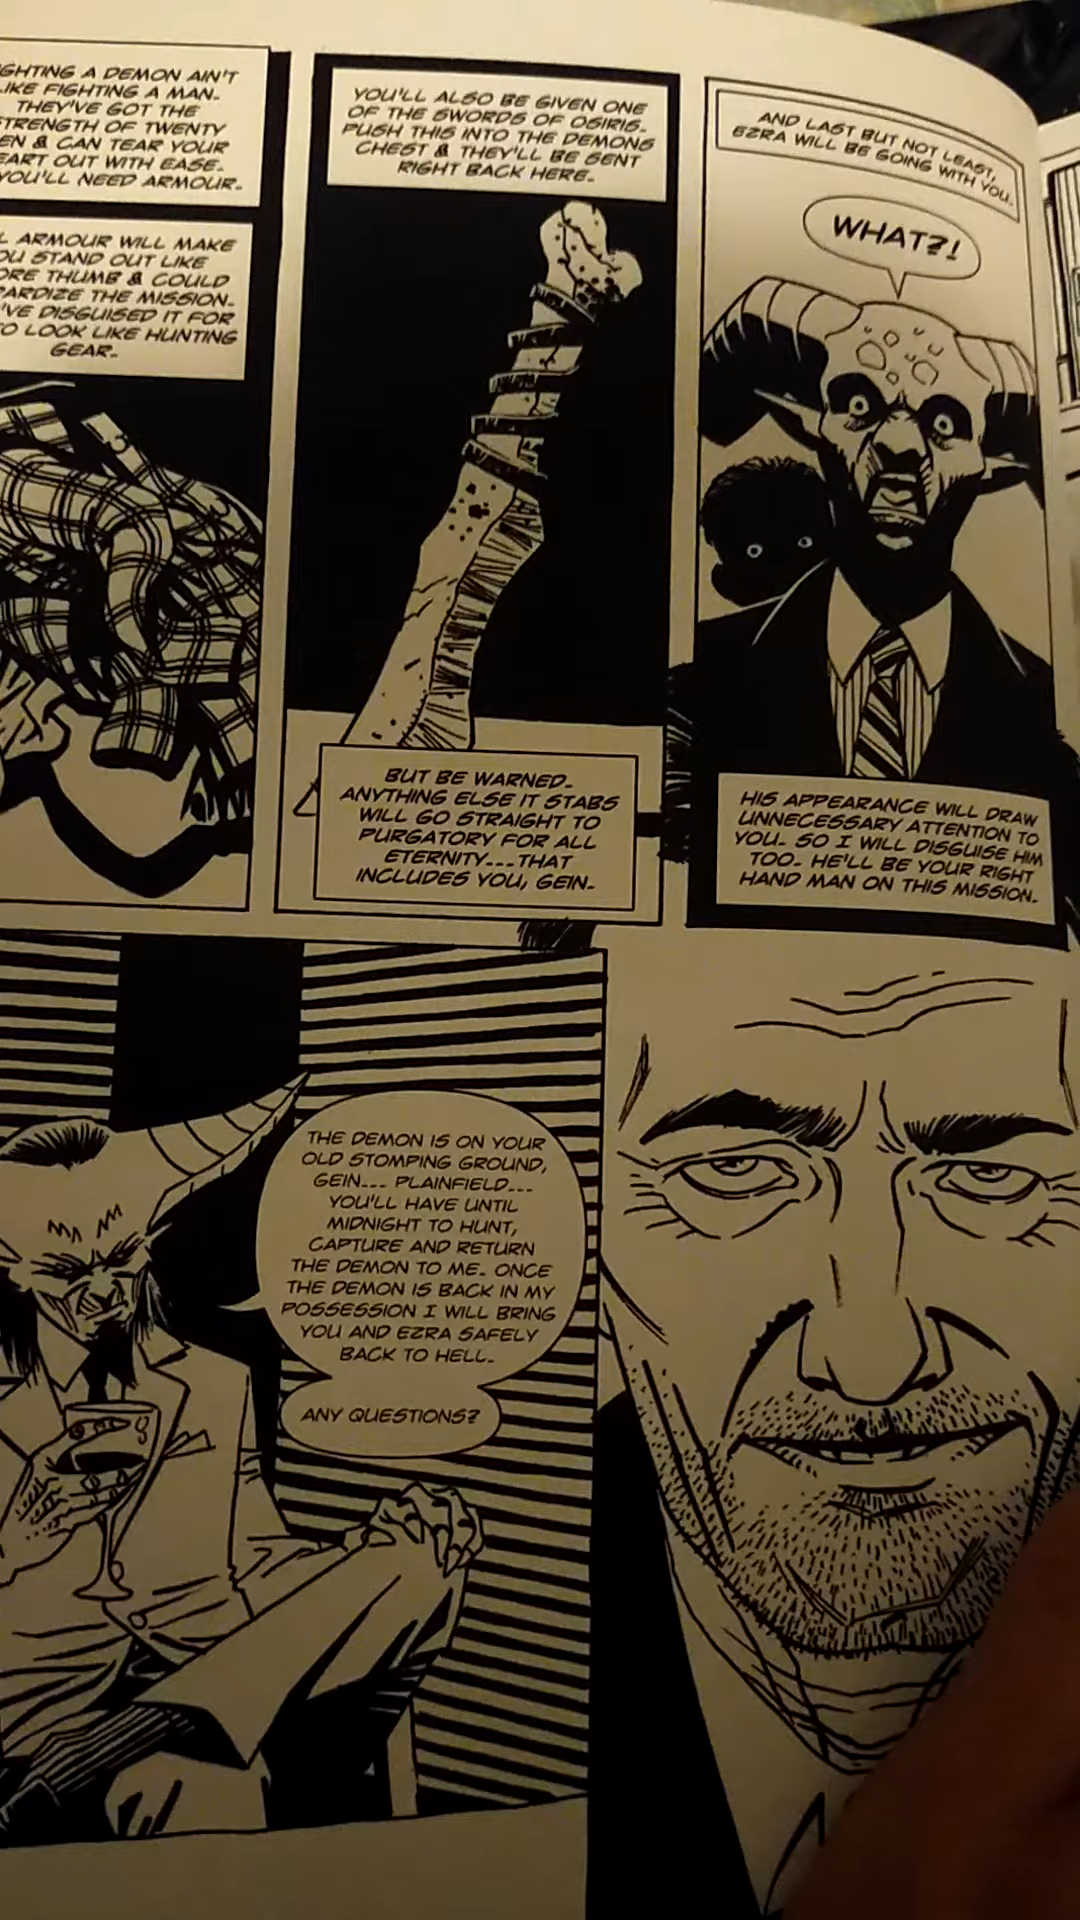 GHTING A DEMON AIN'T
LIKE FIGHTING A MAN.
THEY'VE GOT THE
STRENGTH OF TWENTY
EN & CAN TEAR YOUR
EART OUT WITH EASE.
YOU'LL NEED ARMOUR.
L ARMOUR WILL MAKE
OU STAND OUT LIKE
ORE THUMB & COULD
PARDIZE THE MISSION.
'VE DISGUISED IT FOR
TO LOOK LIKE HUNTING
GEAR.
YOU'LL ALSO BE GIVEN ONE
OF THE SWORDS OF OSIRIS.
PUSH THIS INTO THE DEMONS
CHEST & THEY'LL BE SENT
RIGHT BACK HERE.
BUT BE WARNED.
ANYTHING ELSE IT STABS
WILL GO STRAIGHT TO
PURGATORY FOR ALL
ETERNITY...THAT
INCLUDES YOU, GEIN.
AND LAST BUT NOT LEAST,
EZRA WILL BE GOING WITH YOU.
WHAT?!
HIS APPEARANCE WILL DRAW
UNNECESSARY ATTENTION TO
YOU. SO I WILL DISGUISE HIM
TOO. HE'LL BE YOUR RIGHT
HAND MAN ON THIS MISSION.
THE DEMON IS ON YOUR
OLD STOMPING GROUND,
GEIN... PLAINFIELD...
YOU'LL HAVE UNTIL
MIDNIGHT TO HUNT,
CAPTURE AND RETURN
THE DEMON TO ME. ONCE
THE DEMON IS BACK IN MY
POSSESSION I WILL BRING
YOU AND EZRA SAFELY
BACK TO HELL.
ANY QUESTIONS?